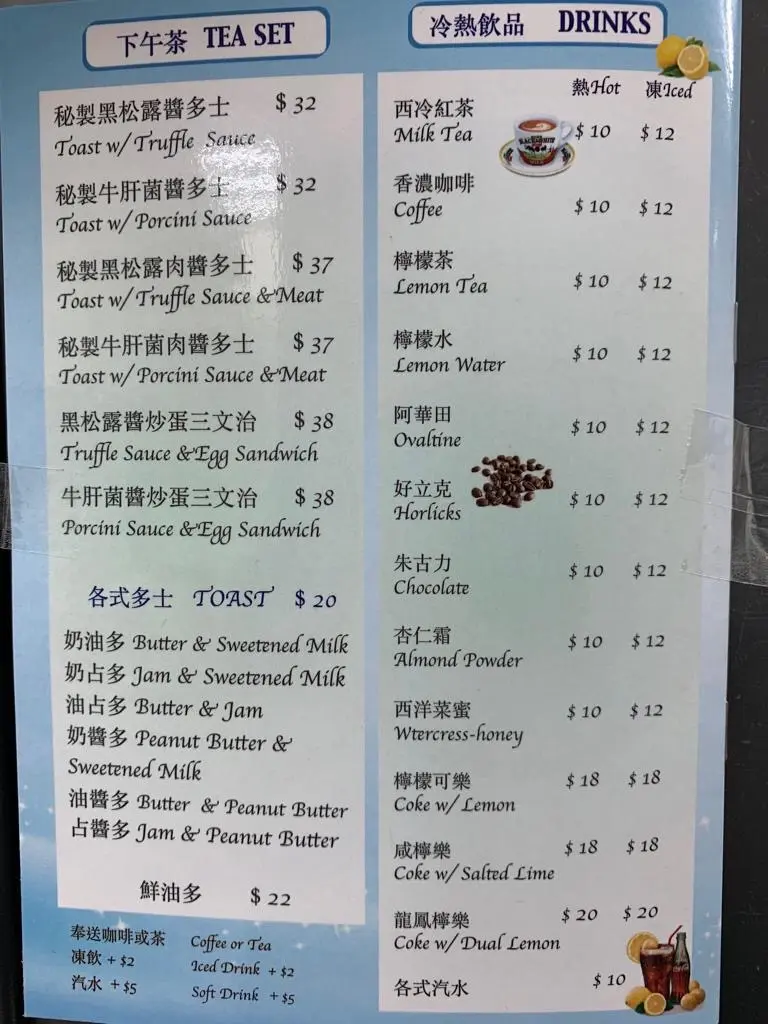 下午茶 TEA SET
秘製黑松露醬多士 $ 32
Toast w/ Truffle Sauce
秘製牛肝菌醬多士 $ 32
Toast w/ Porcini Sauce
秘製黑松露肉醬多士 $ 37
Toast w/ Truffle Sauce & Meat
秘製牛肝菌肉醬多士 $ 37
Toast w/ Porcini Sauce & Meat
黑松露醬炒蛋三文治 $ 38
Truffle Sauce & Egg Sandwich
牛肝菌醬炒蛋三文治 $ 38
Porcini Sauce & Egg Sandwich
各式多士 TOAST $ 20
奶油多 Butter & Sweetened Milk
奶占多 Jam & Sweetened Milk
油占多 Butter & Jam
奶醬多 Peanut Butter &
Sweetened Milk
油醬多 Butter & Peanut Butter
占醬多 Jam & Peanut Butter
鮮油多 $ 22
奉送咖啡或茶 Coffee or Tea
凍飲 + $2 Iced Drink + $2
汽水 + $5 Soft Drink + $5
冷熱飲品 DRINKS
熱Hot 凍Iced
西冷紅茶
Milk Tea $ 10 $ 12
香濃咖啡
Coffee $ 10 $ 12
檸檬茶
Lemon Tea $ 10 $ 12
檸檬水
Lemon Water $ 10 $ 12
阿華田
Ovaltine $ 10 $ 12
好立克
Horlicks $ 10 $ 12
朱古力
Chocolate $ 10 $ 12
杏仁霜
Almond Powder $ 10 $ 12
西洋菜蜜
Wtercress-honey $ 10 $ 12
檸檬可樂 $ 18 $ 18
Coke w/ Lemon
咸檸樂 $ 18 $ 18
Coke w/ Salted Lime
龍鳳檸樂 $ 20 $ 20
Coke w/ Dual Lemon
各式汽水 $ 10